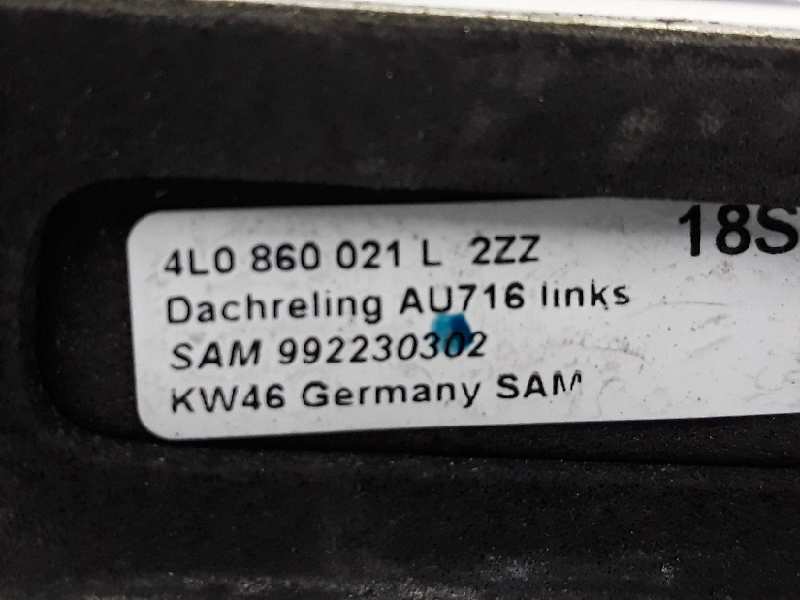 18S
4L0 860 021 L 2ZZ
Dachreling AU716 links
SAM 992230302
KW46 Germany SAM